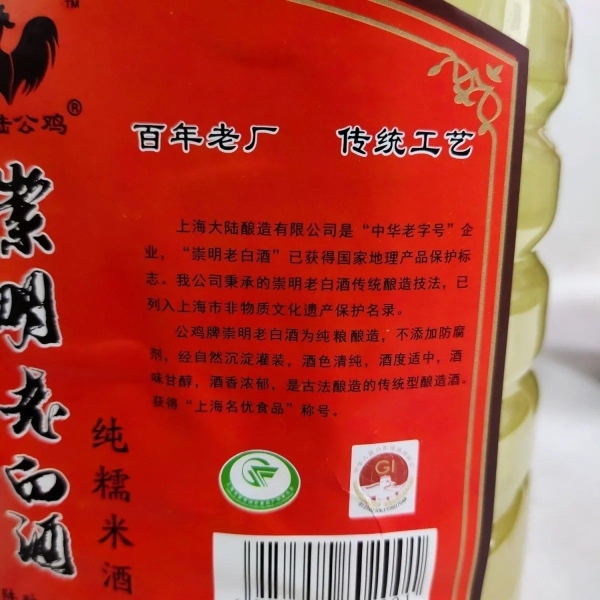 TM
陆公鸡®
百年老厂 传统工艺
上海大陆酿造有限公司是“中华老字号”企
业，“崇明老白酒”已获得国家地理产品保护标
志。我公司秉承的崇明老白酒传统酿造技法，已
列入上海市非物质文化遗产保护名录。
公鸡牌崇明老白酒为纯粮酿造，不添加防腐
剂，经自然沉淀灌装，酒色清纯，酒度适中，酒
味甘醇，酒香浓郁，是古法酿造的传统型酿造酒。
获得“上海名优食品”称号。
崇明老白酒
纯糯米酒
GI